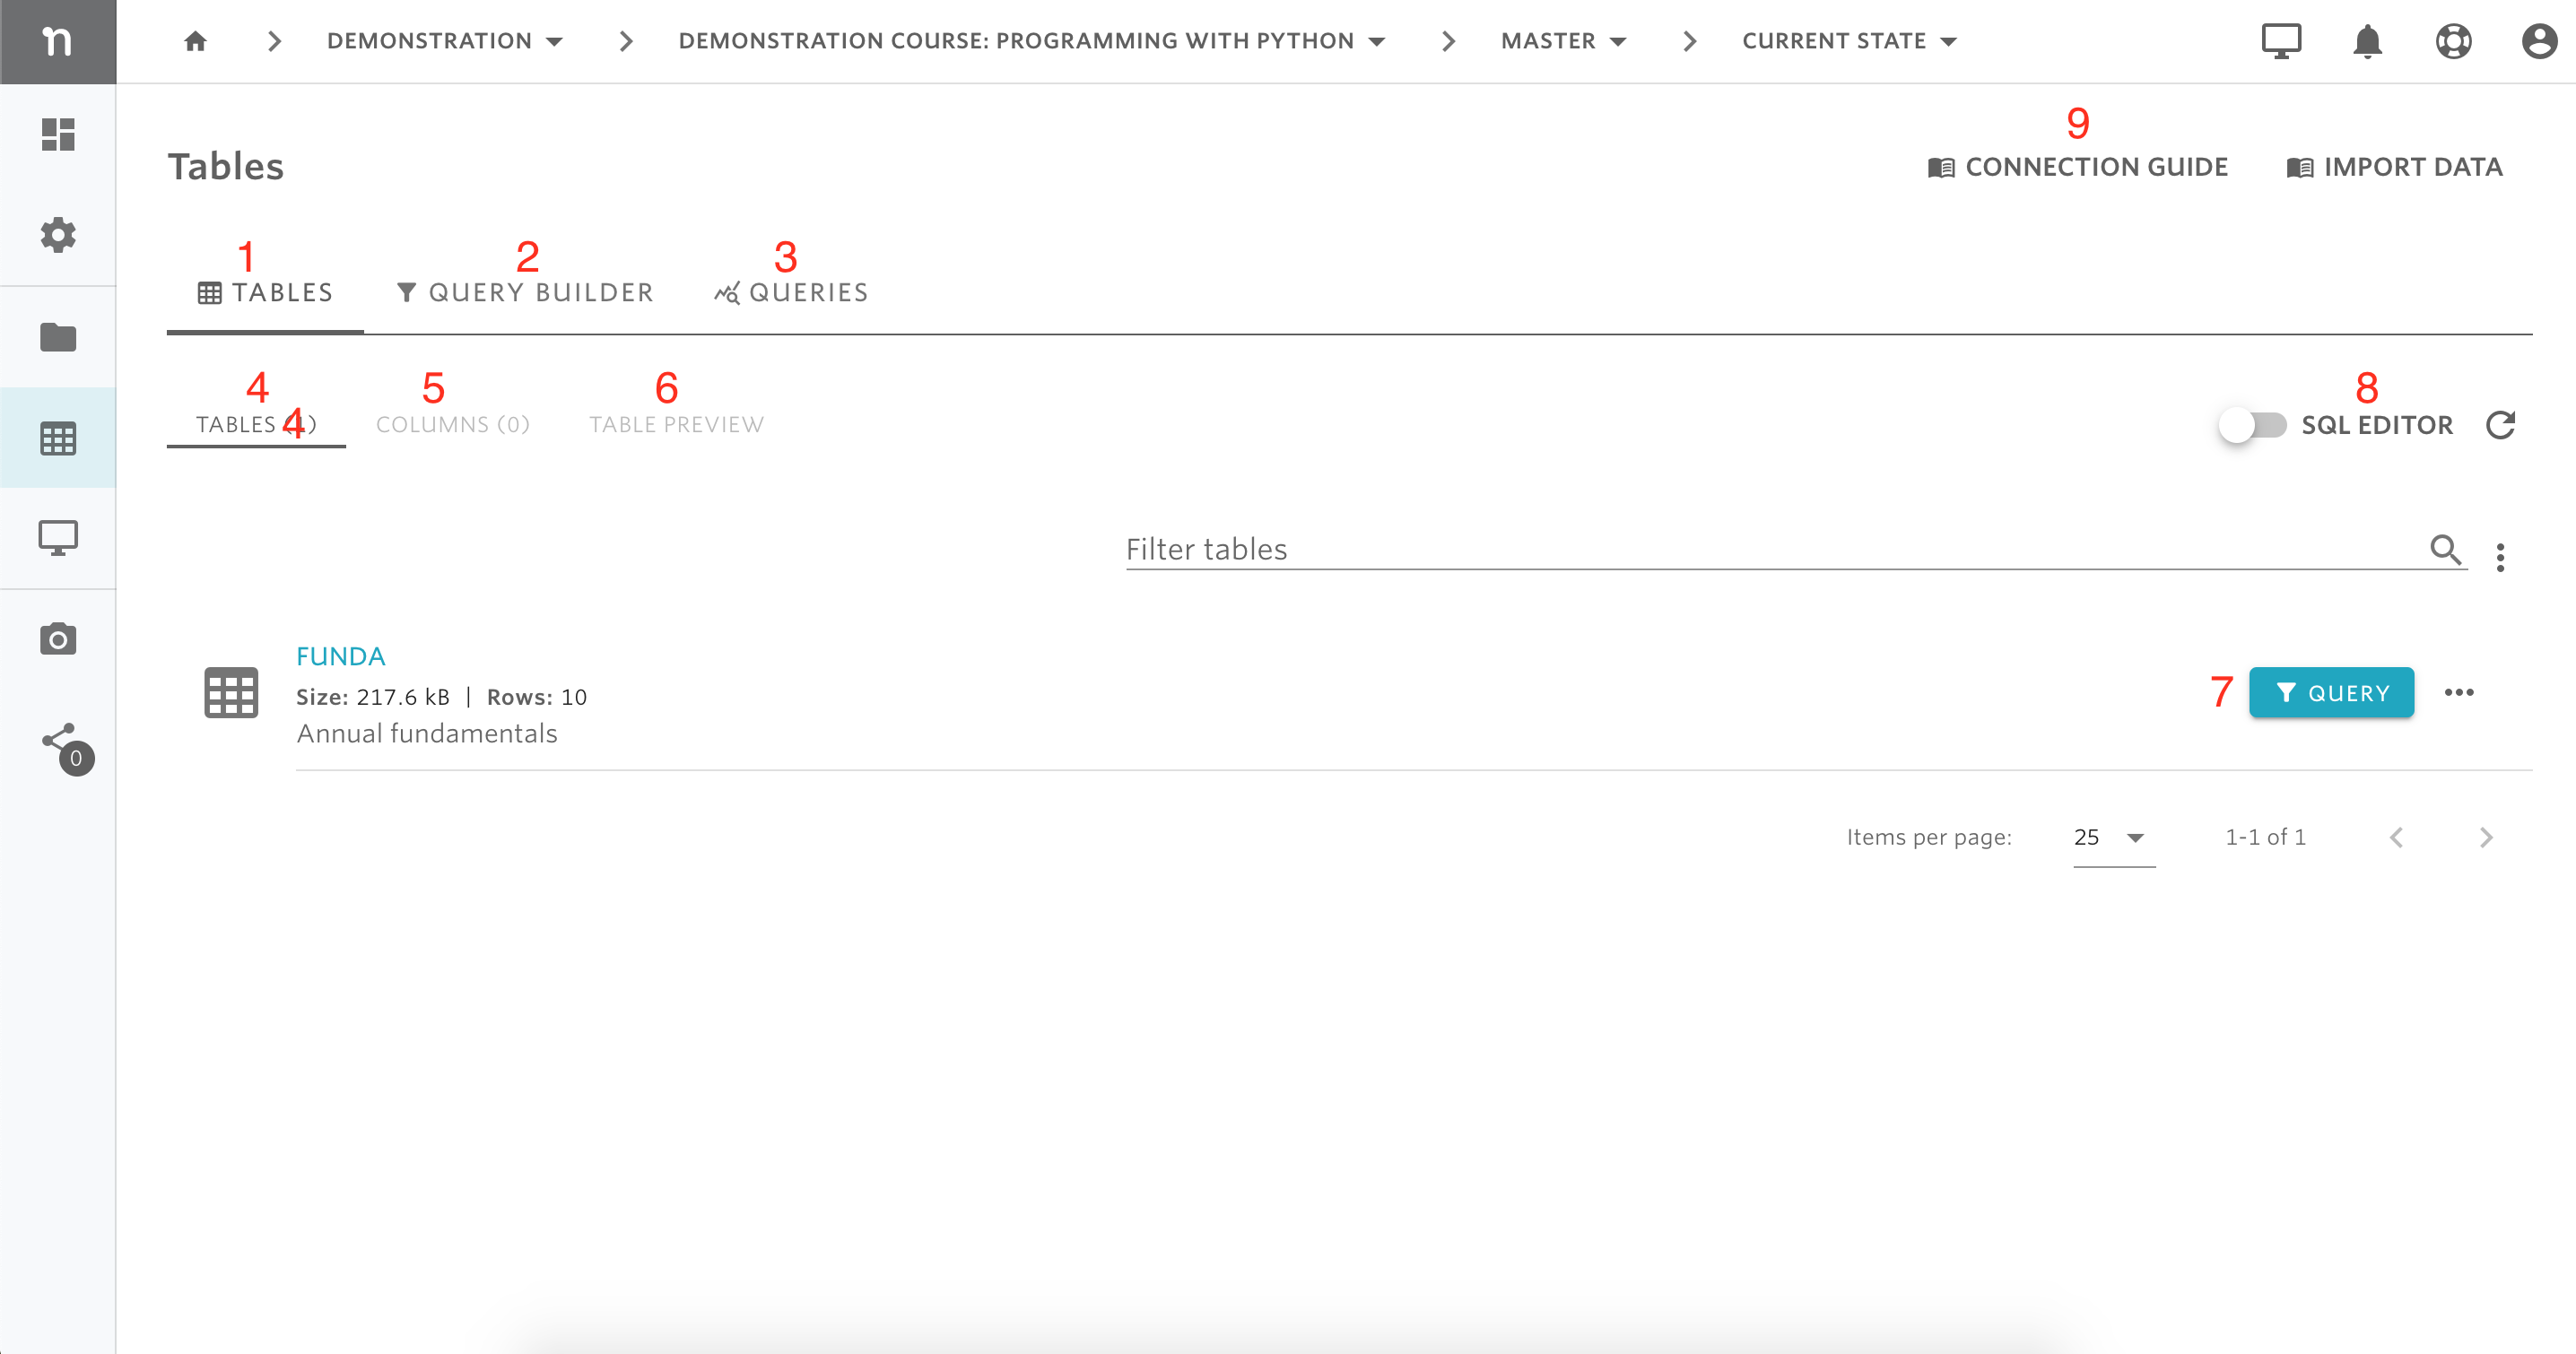 n
DEMONSTRATION
DEMONSTRATION COURSE: PROGRAMMING WITH PYTHON
MASTER
CURRENT STATE
9
Tables
CONNECTION GUIDE
IMPORT DATA
1
2
3
TABLES
QUERY BUILDER
QUERIES
4
5
6
8
TABLES (1)
4
COLUMNS (0)
TABLE PREVIEW
SQL EDITOR
Filter tables
FUNDA
Size: 217.6 kB | Rows: 10
7
QUERY
Annual fundamentals
0
Items per page:
25
1-1 of 1